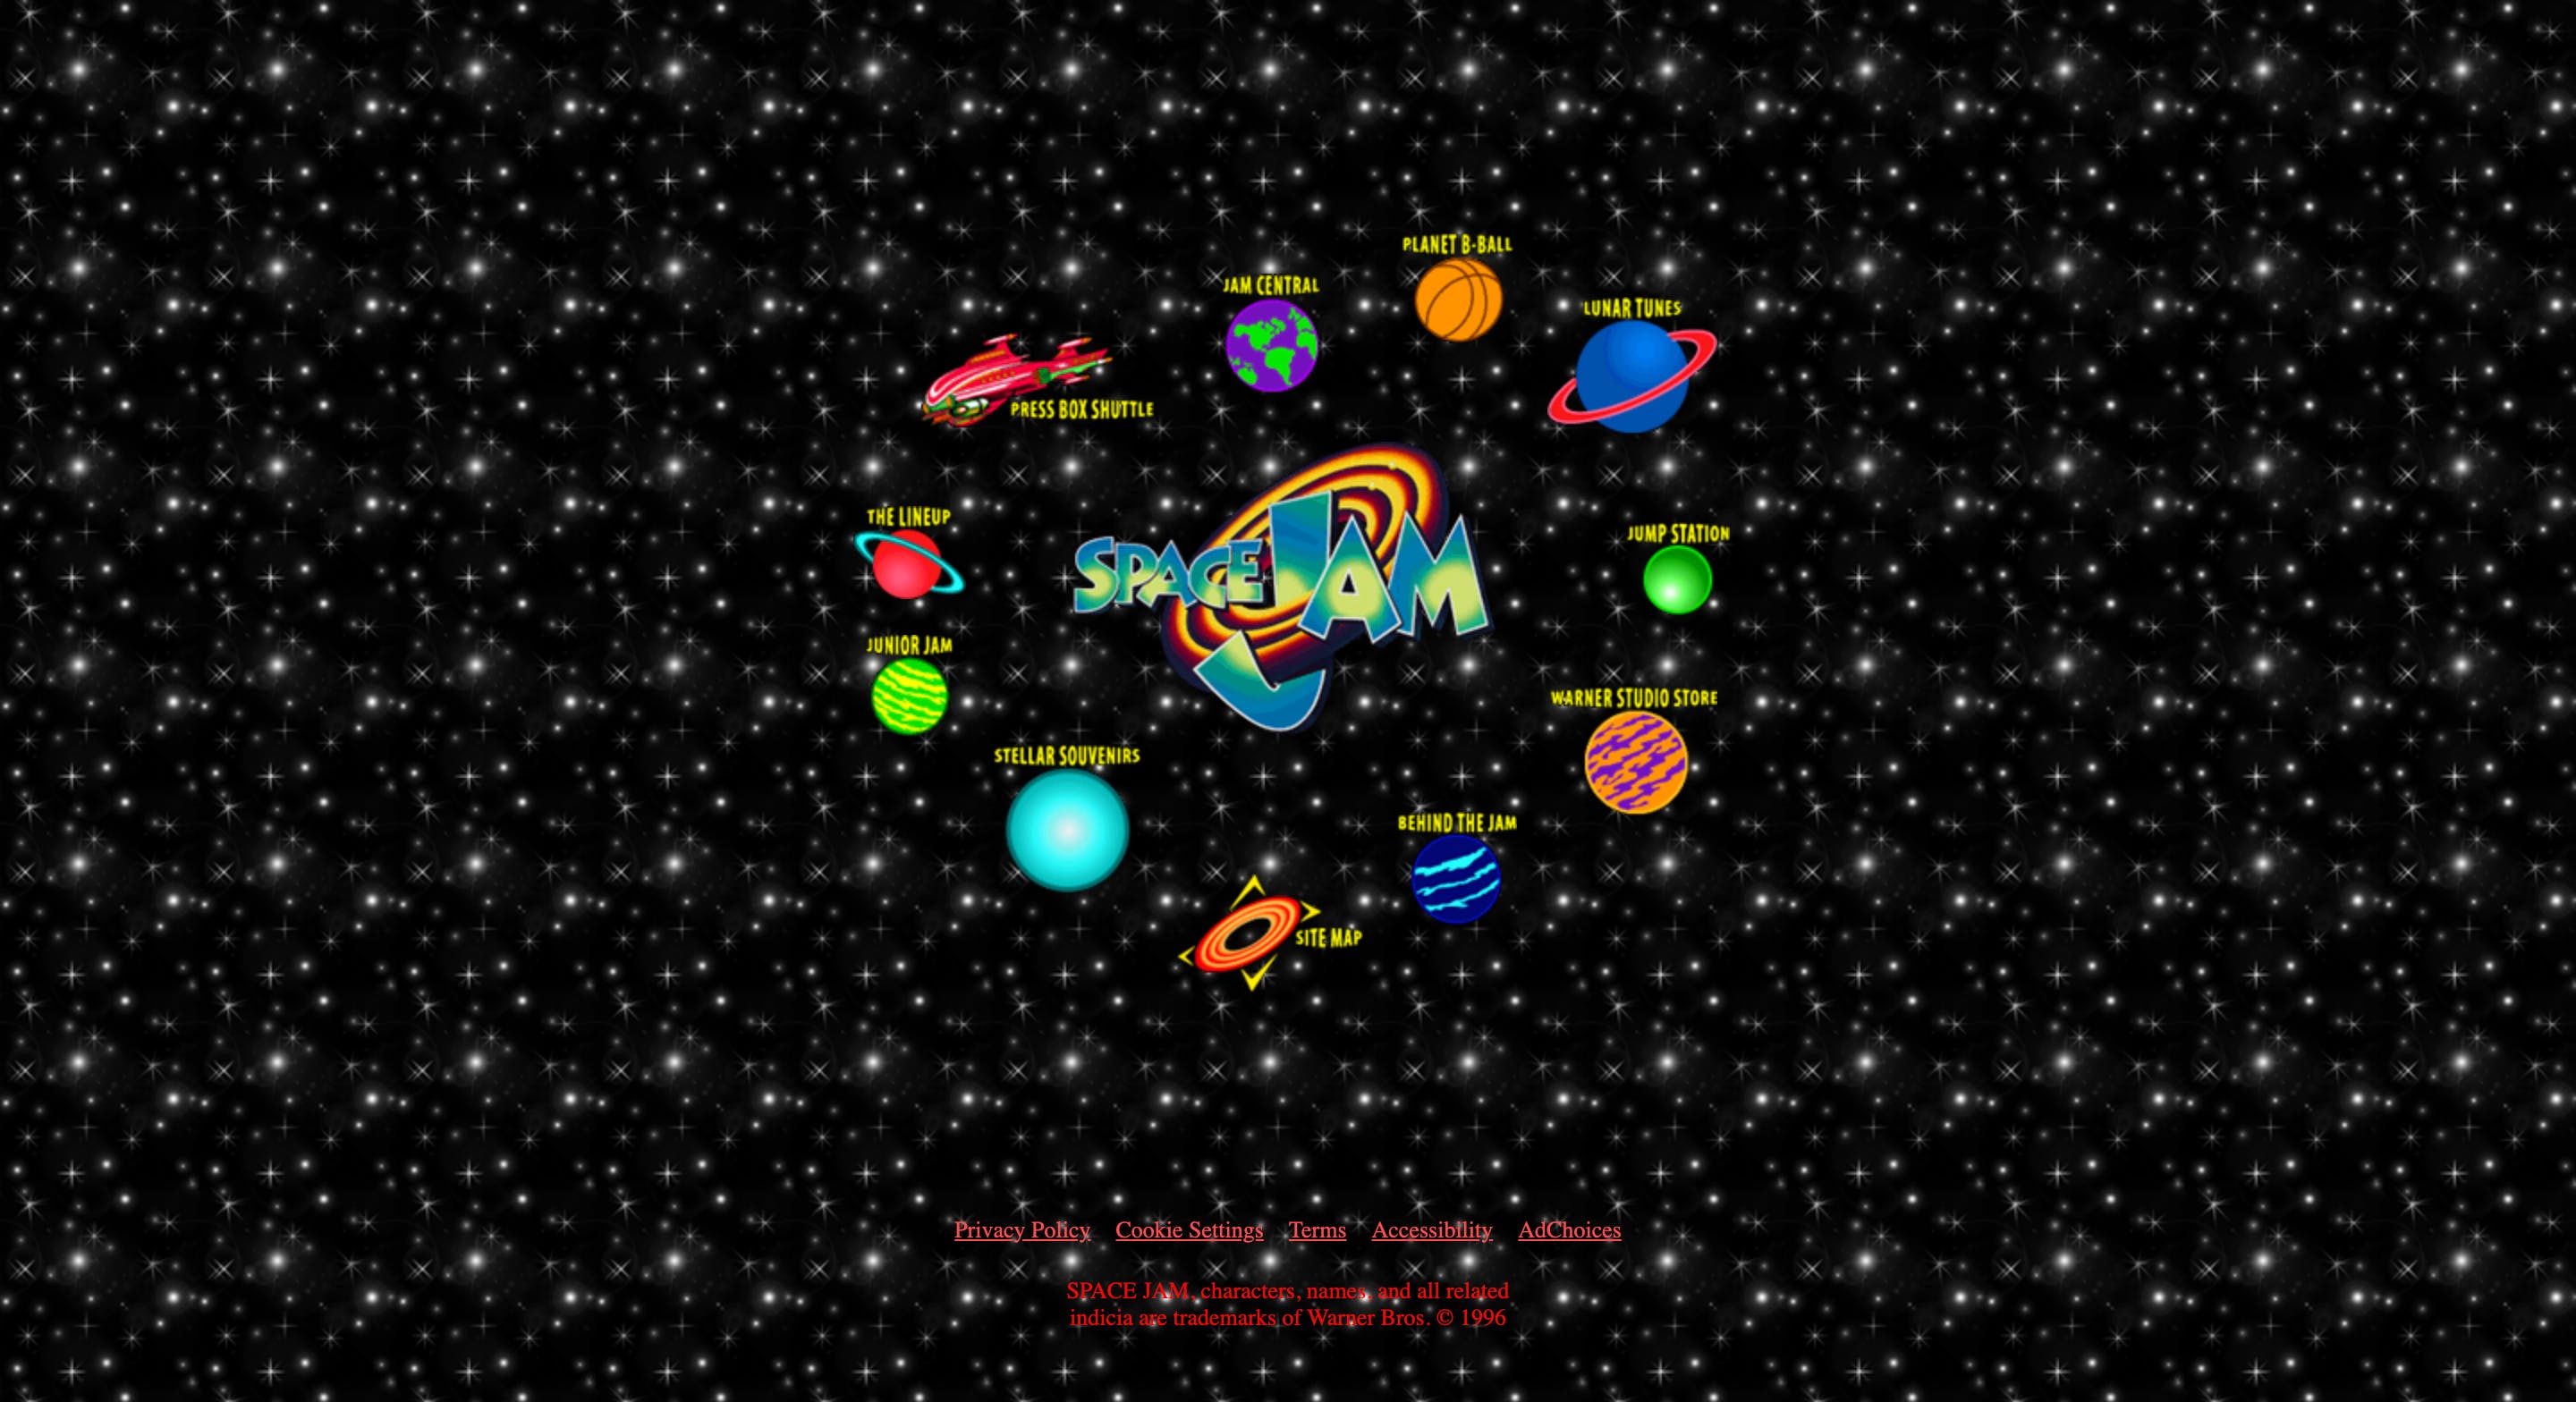 PLANET B-BALL
JAM CENTRAL
LUNAR TUNES
PRESS BOX SHUTTLE
THE LINEUP
SPACE JAM
JUMP STATION
JUNIOR JAM
WARNER STUDIO STORE
STELLAR SOUVENIRS
BEHIND THE JAM
SITE MAP
Privacy Policy Cookie Settings Terms Accessibility AdChoices
SPACE JAM, characters, names, and all related
indicia are trademarks of Warner Bros. © 1996